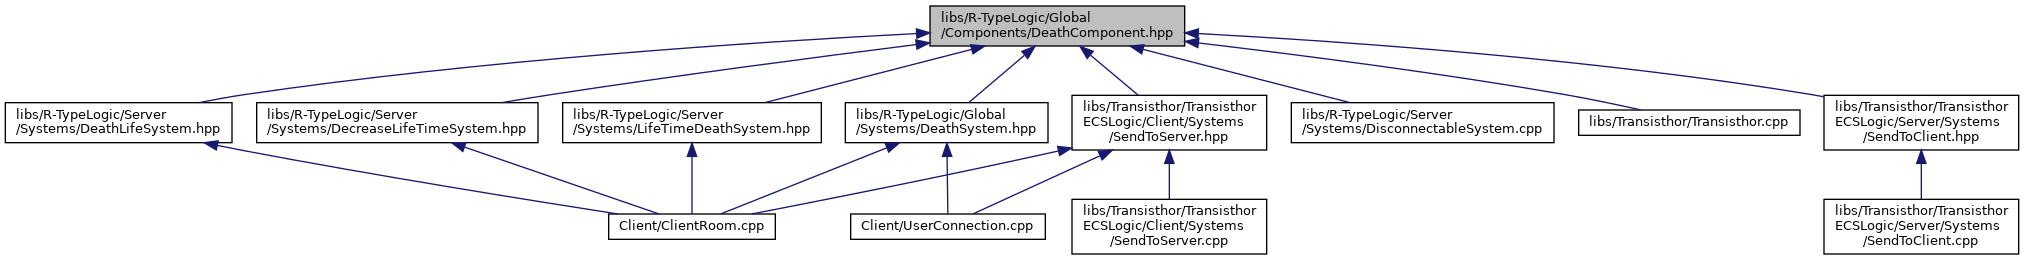 libs/R-TypeLogic/Global
/Components/DeathComponent.hpp
libs/R-TypeLogic/Server
/Systems/DeathLifeSystem.hpp
libs/R-TypeLogic/Server
/Systems/DecreaseLifeTimeSystem.hpp
libs/R-TypeLogic/Server
/Systems/LifeTimeDeathSystem.hpp
libs/R-TypeLogic/Global
/Systems/DeathSystem.hpp
libs/Transisthor/Transisthor
ECSLogic/Client/Systems
/SendToServer.hpp
libs/R-TypeLogic/Server
/Systems/DisconnectableSystem.cpp
libs/Transisthor/Transisthor.cpp
libs/Transisthor/Transisthor
ECSLogic/Server/Systems
/SendToClient.hpp
Client/ClientRoom.cpp
Client/UserConnection.cpp
libs/Transisthor/Transisthor
ECSLogic/Client/Systems
/SendToServer.cpp
libs/Transisthor/Transisthor
ECSLogic/Server/Systems
/SendToClient.cpp